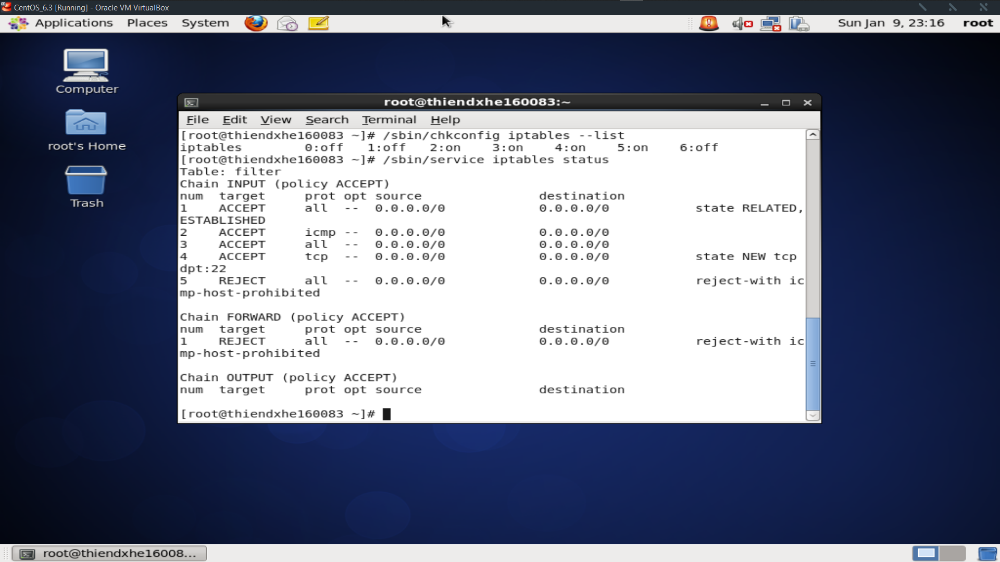 CentOS_6.3 [Running] - Oracle VM VirtualBox
Applications Places System Sun Jan 9, 23:16 root
Computer
root's Home
Trash
root@thiendxhe160083:~
File Edit View Search Terminal Help
[root@thiendxhe160083 ~]# /sbin/chkconfig iptables --list
iptables 0:off 1:off 2:on 3:on 4:on 5:on 6:off
[root@thiendxhe160083 ~]# /sbin/service iptables status
Table: filter
Chain INPUT (policy ACCEPT)
num target prot opt source destination
1 ACCEPT all -- 0.0.0.0/0 0.0.0.0/0 state RELATED,
ESTABLISHED
2 ACCEPT icmp -- 0.0.0.0/0 0.0.0.0/0
3 ACCEPT all -- 0.0.0.0/0 0.0.0.0/0
4 ACCEPT tcp -- 0.0.0.0/0 0.0.0.0/0 state NEW tcp
dpt:22
5 REJECT all -- 0.0.0.0/0 0.0.0.0/0 reject-with ic
mp-host-prohibited
Chain FORWARD (policy ACCEPT)
num target prot opt source destination
1 REJECT all -- 0.0.0.0/0 0.0.0.0/0 reject-with ic
mp-host-prohibited
Chain OUTPUT (policy ACCEPT)
num target prot opt source destination
[root@thiendxhe160083 ~]#
root@thiendxhe16008...